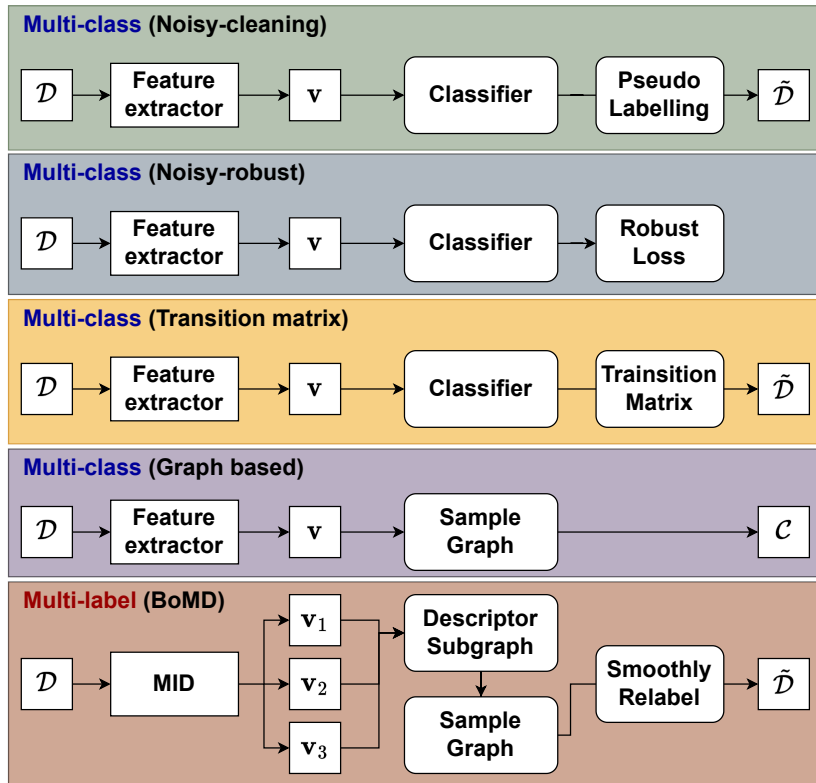 Multi-class (Noisy-cleaning)
𝒟
Feature
extractor
v
Classifier
Pseudo
Labelling
𝒟̃
Multi-class (Noisy-robust)
𝒟
Feature
extractor
v
Classifier
Robust
Loss
Multi-class (Transition matrix)
𝒟
Feature
extractor
v
Classifier
Trainsition
Matrix
𝒟̃
Multi-class (Graph based)
𝒟
Feature
extractor
v
Sample
Graph
𝒞
Multi-label (BoMD)
𝒟
MID
v₁
v₂
v₃
Descriptor
Subgraph
Sample
Graph
Smoothly
Relabel
𝒟̃